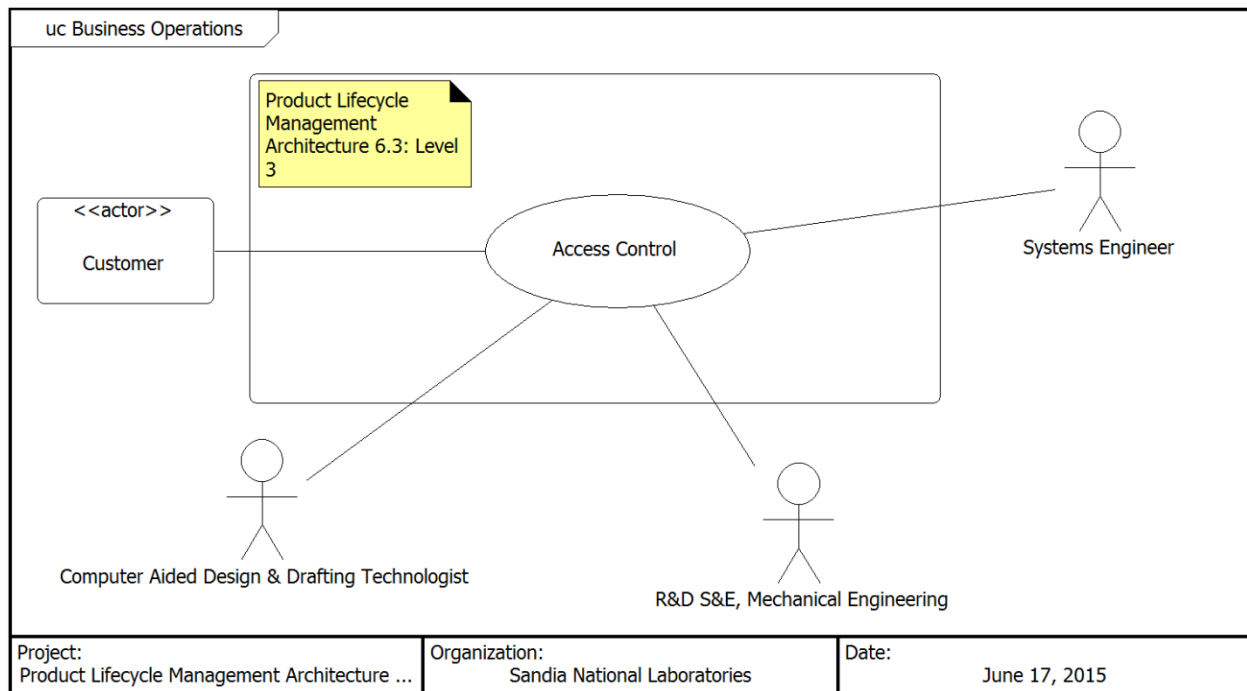 uc Business Operations
Product Lifecycle
Management
Architecture 6.3: Level
3
<<actor>>
Customer
Access Control
Systems Engineer
Computer Aided Design & Drafting Technologist
R&D S&E, Mechanical Engineering
Project:
Product Lifecycle Management Architecture ...
Organization:
Sandia National Laboratories
Date:
June 17, 2015